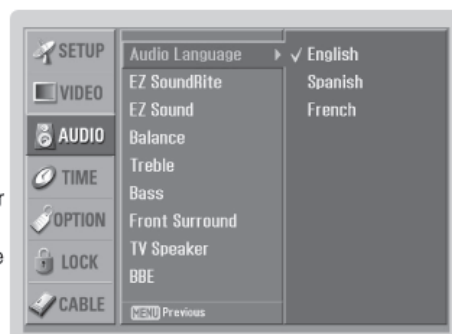 SETUP
VIDEO
AUDIO
TIME
OPTION
LOCK
CABLE
Audio Language
EZ SoundRite
EZ Sound
Balance
Treble
Bass
Front Surround
TV Speaker
BBE
MENU Previous
✓ English
Spanish
French
r
e